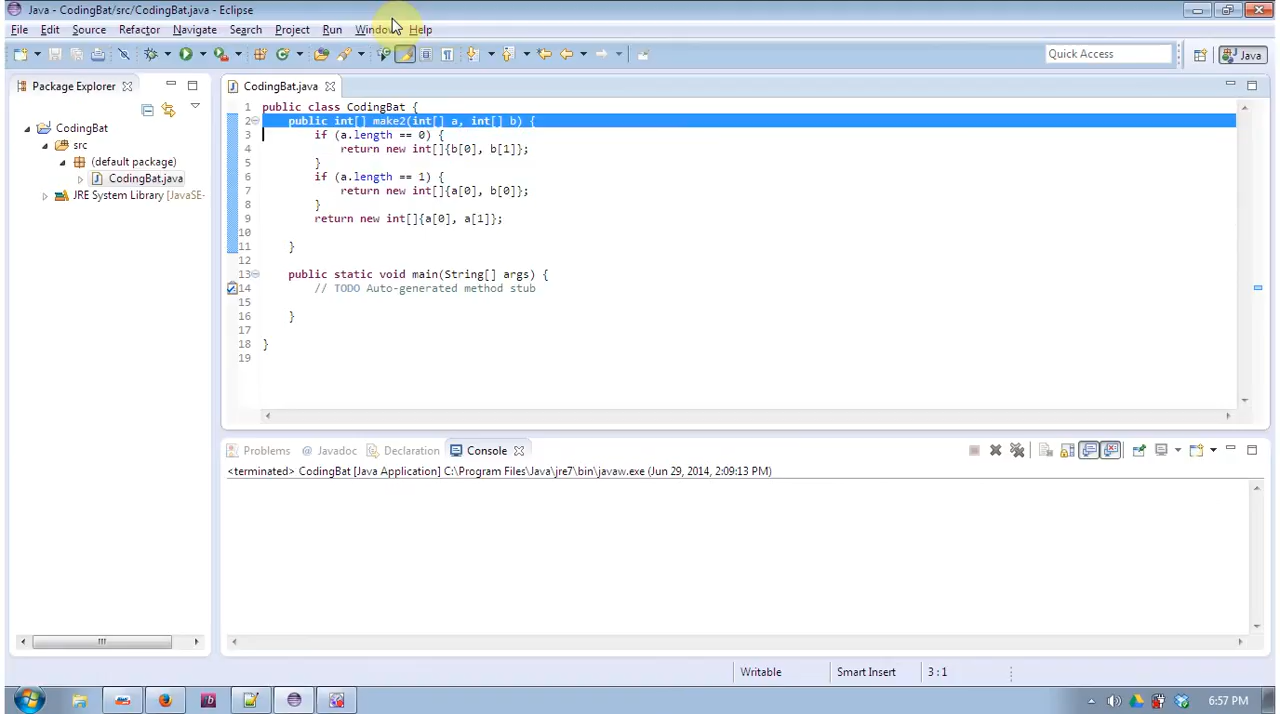 Java - CodingBat/src/CodingBat.java - Eclipse
File Edit Source Refactor Navigate Search Project Run Window Help
Quick Access
Java
Package Explorer
CodingBat.java
CodingBat
src
(default package)
CodingBat.java
JRE System Library [JavaSE-
1 public class CodingBat {
2 public int[] make2(int[] a, int[] b) {
3 if (a.length == 0) {
4 return new int[]{b[0], b[1]};
5 }
6 if (a.length == 1) {
7 return new int[]{a[0], b[0]};
8 }
9 return new int[]{a[0], a[1]};
10
11 }
12
13 public static void main(String[] args) {
14 // TODO Auto-generated method stub
15
16 }
17
18 }
19
Problems @ Javadoc Declaration Console
<terminated> CodingBat [Java Application] C:\Program Files\Java\jre7\bin\javaw.exe (Jun 29, 2014, 2:09:13 PM)
Writable Smart Insert 3 : 1
6:57 PM